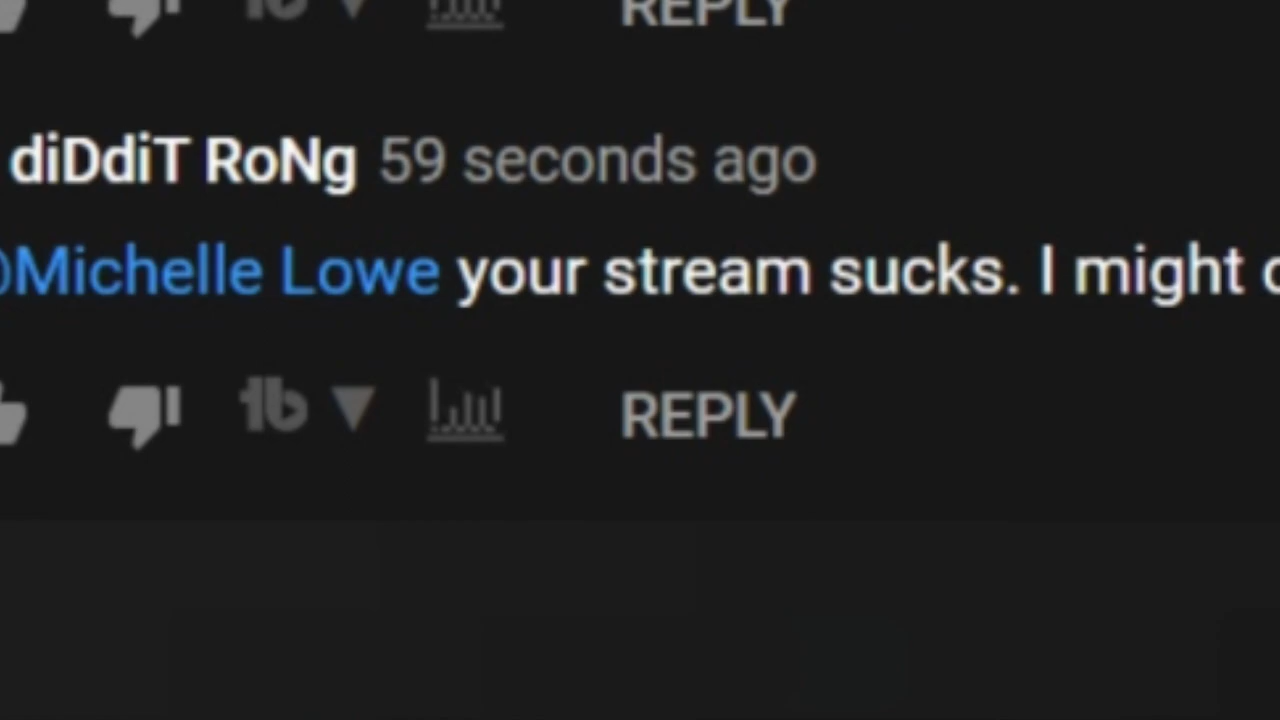 REPLY
diDdiT RoNg 59 seconds ago
@Michelle Lowe your stream sucks. I might
REPLY